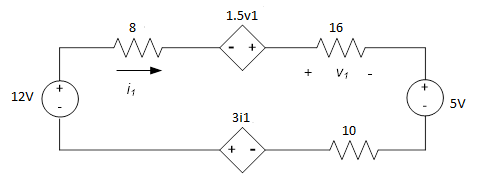 1.5v1
8
16
- +
+
-
12V
i1
+ v1 -
+
-
5V
3i1
10
+ -